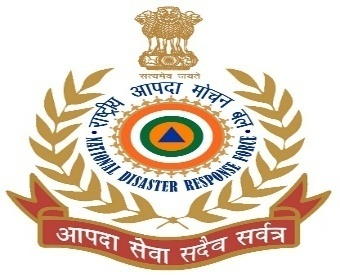 सत्यमेव जयते
राष्ट्रीय आपदा मोचन बल
NATIONAL DISASTER RESPONSE FORCE
आपदा सेवा सदैव सर्वत्र